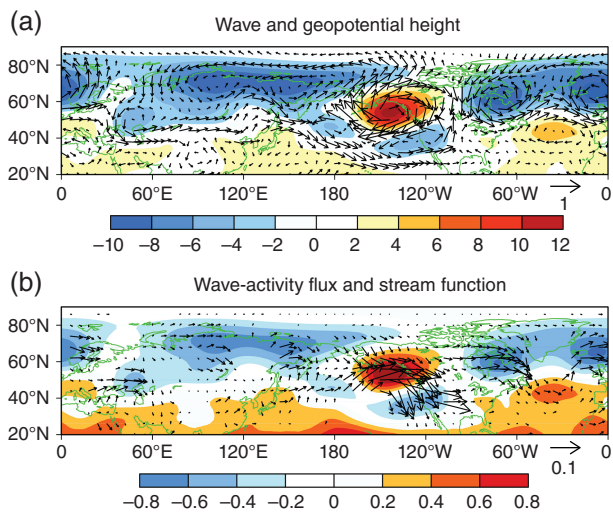 (a)
Wave and geopotential height
80°N
60°N
40°N
20°N
0 60°E 120°E 180 120°W 60°W 0
1
−10 −8 −6 −4 −2 0 2 4 6 8 10 12
(b)
Wave-activity flux and stream function
80°N
60°N
40°N
20°N
0 60°E 120°E 180 120°W 60°W 0
0.1
−0.8 −0.6 −0.4 −0.2 0 0.2 0.4 0.6 0.8